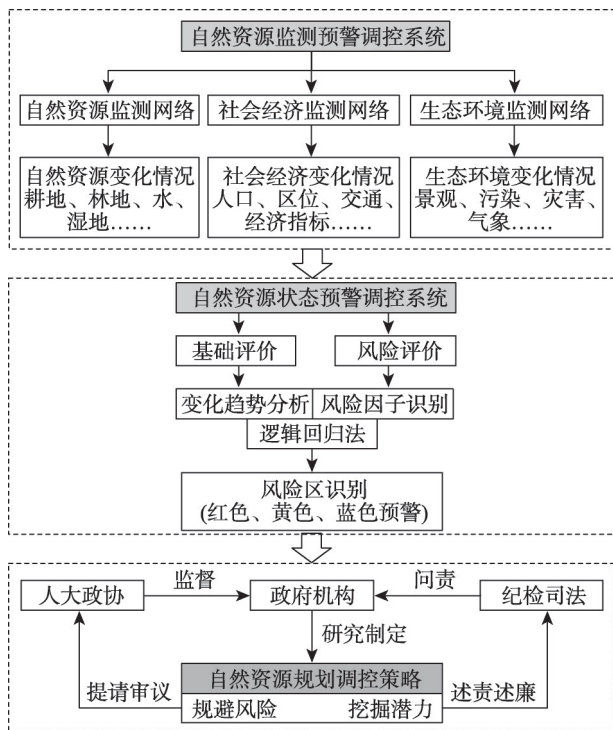 自然资源监测预警调控系统
自然资源监测网络
社会经济监测网络
生态环境监测网络
自然资源变化情况
耕地、林地、水、
湿地……
社会经济变化情况
人口、区位、交通、
经济指标……
生态环境变化情况
景观、污染、灾害、
气象……
自然资源状态预警调控系统
基础评价
风险评价
变化趋势分析
风险因子识别
逻辑回归法
风险区识别
(红色、黄色、蓝色预警)
人大政协
监督
政府机构
问责
纪检司法
研究制定
提请审议
自然资源规划调控策略
规避风险
挖掘潜力
述责述廉